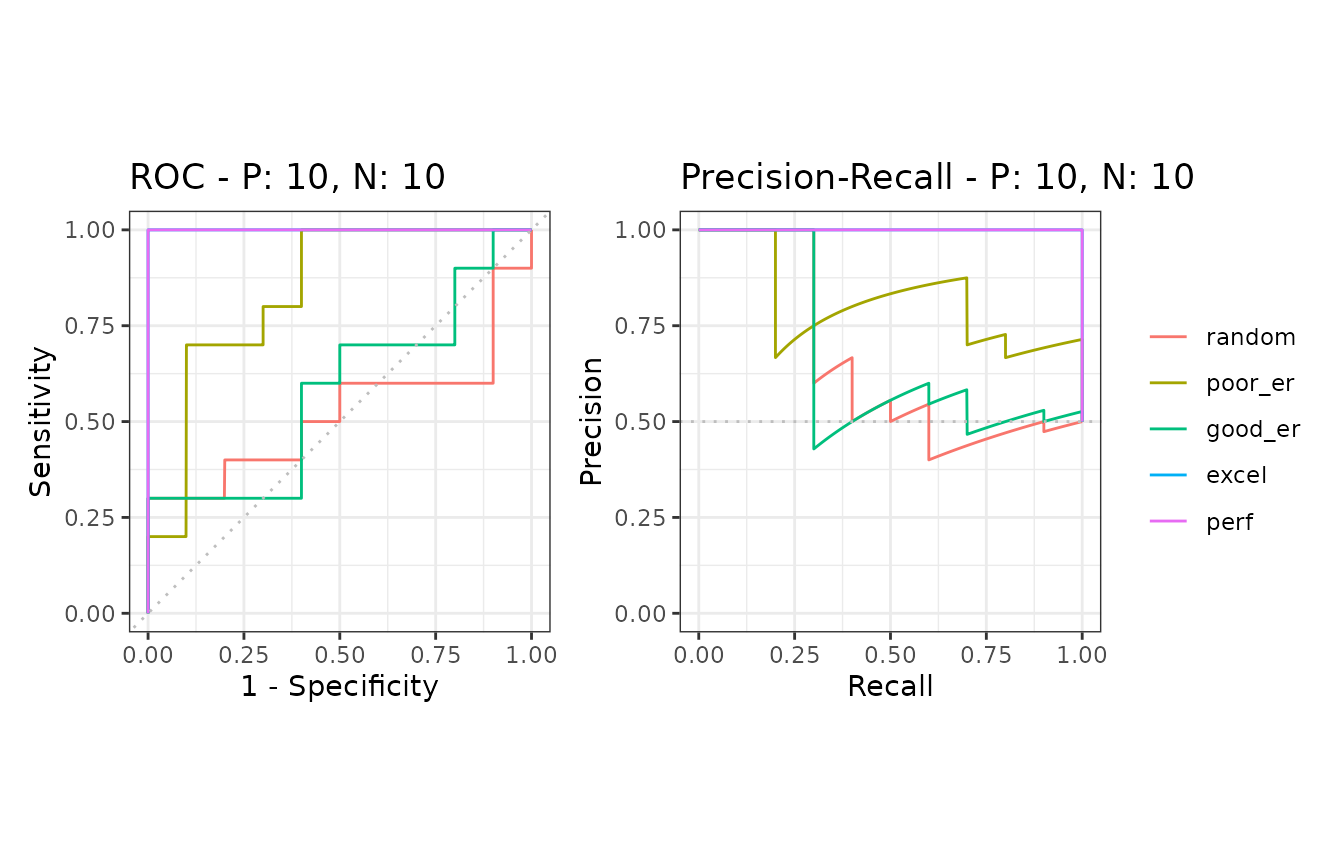 ROC - P: 10, N: 10
Sensitivity
1.00
0.75
0.50
0.25
0.00
0.00 0.25 0.50 0.75 1.00
1 - Specificity
Precision-Recall - P: 10, N: 10
Precision
1.00
0.75
0.50
0.25
0.00
0.00 0.25 0.50 0.75 1.00
Recall
random
poor_er
good_er
excel
perf